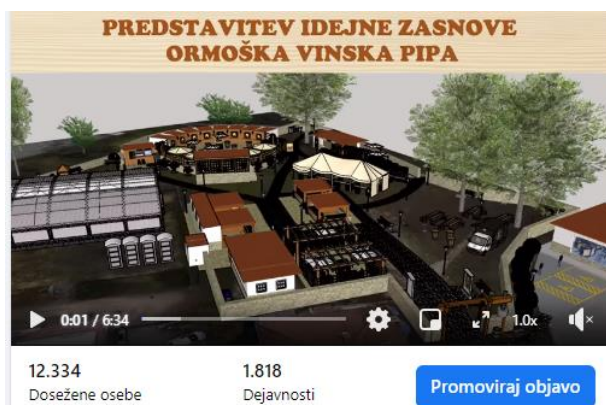 PREDSTAVITEV IDEJNE ZASNOVE
ORMOŠKA VINSKA PIPA
0:01 / 6:34
1.0x
12.334
1.818
Dosežene osebe
Dejavnosti
Promoviraj objavo